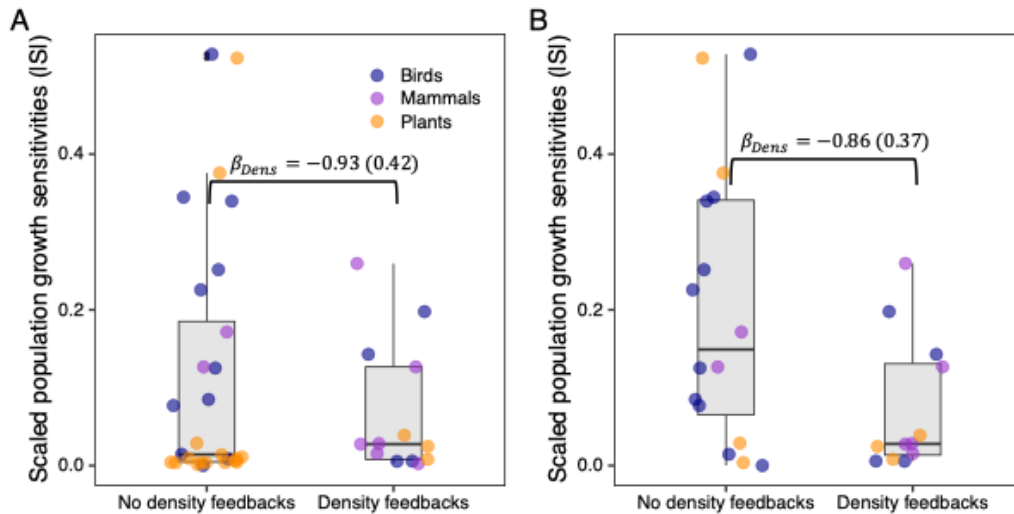 A
Scaled population growth sensitivities (|S|)
0.4
0.2
0.0
Birds
Mammals
Plants
β_Dens = −0.93 (0.42)
No density feedbacks
Density feedbacks
B
Scaled population growth sensitivities (|S|)
0.4
0.2
0.0
β_Dens = −0.86 (0.37)
No density feedbacks
Density feedbacks